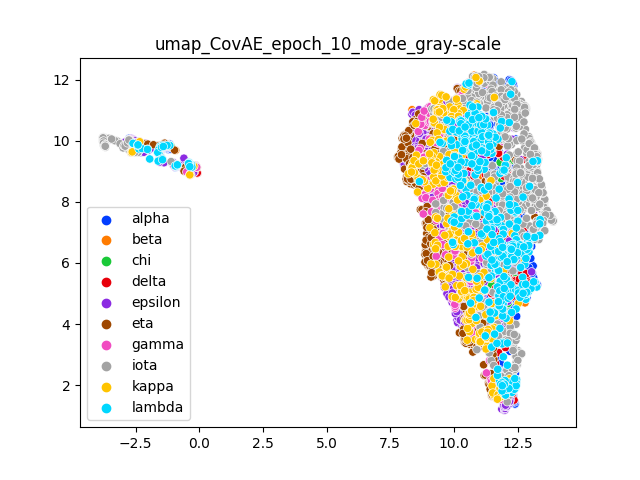 umap_CovAE_epoch_10_mode_gray-scale
12
10
8
6
4
2
−2.5 0.0 2.5 5.0 7.5 10.0 12.5
alpha
beta
chi
delta
epsilon
eta
gamma
iota
kappa
lambda